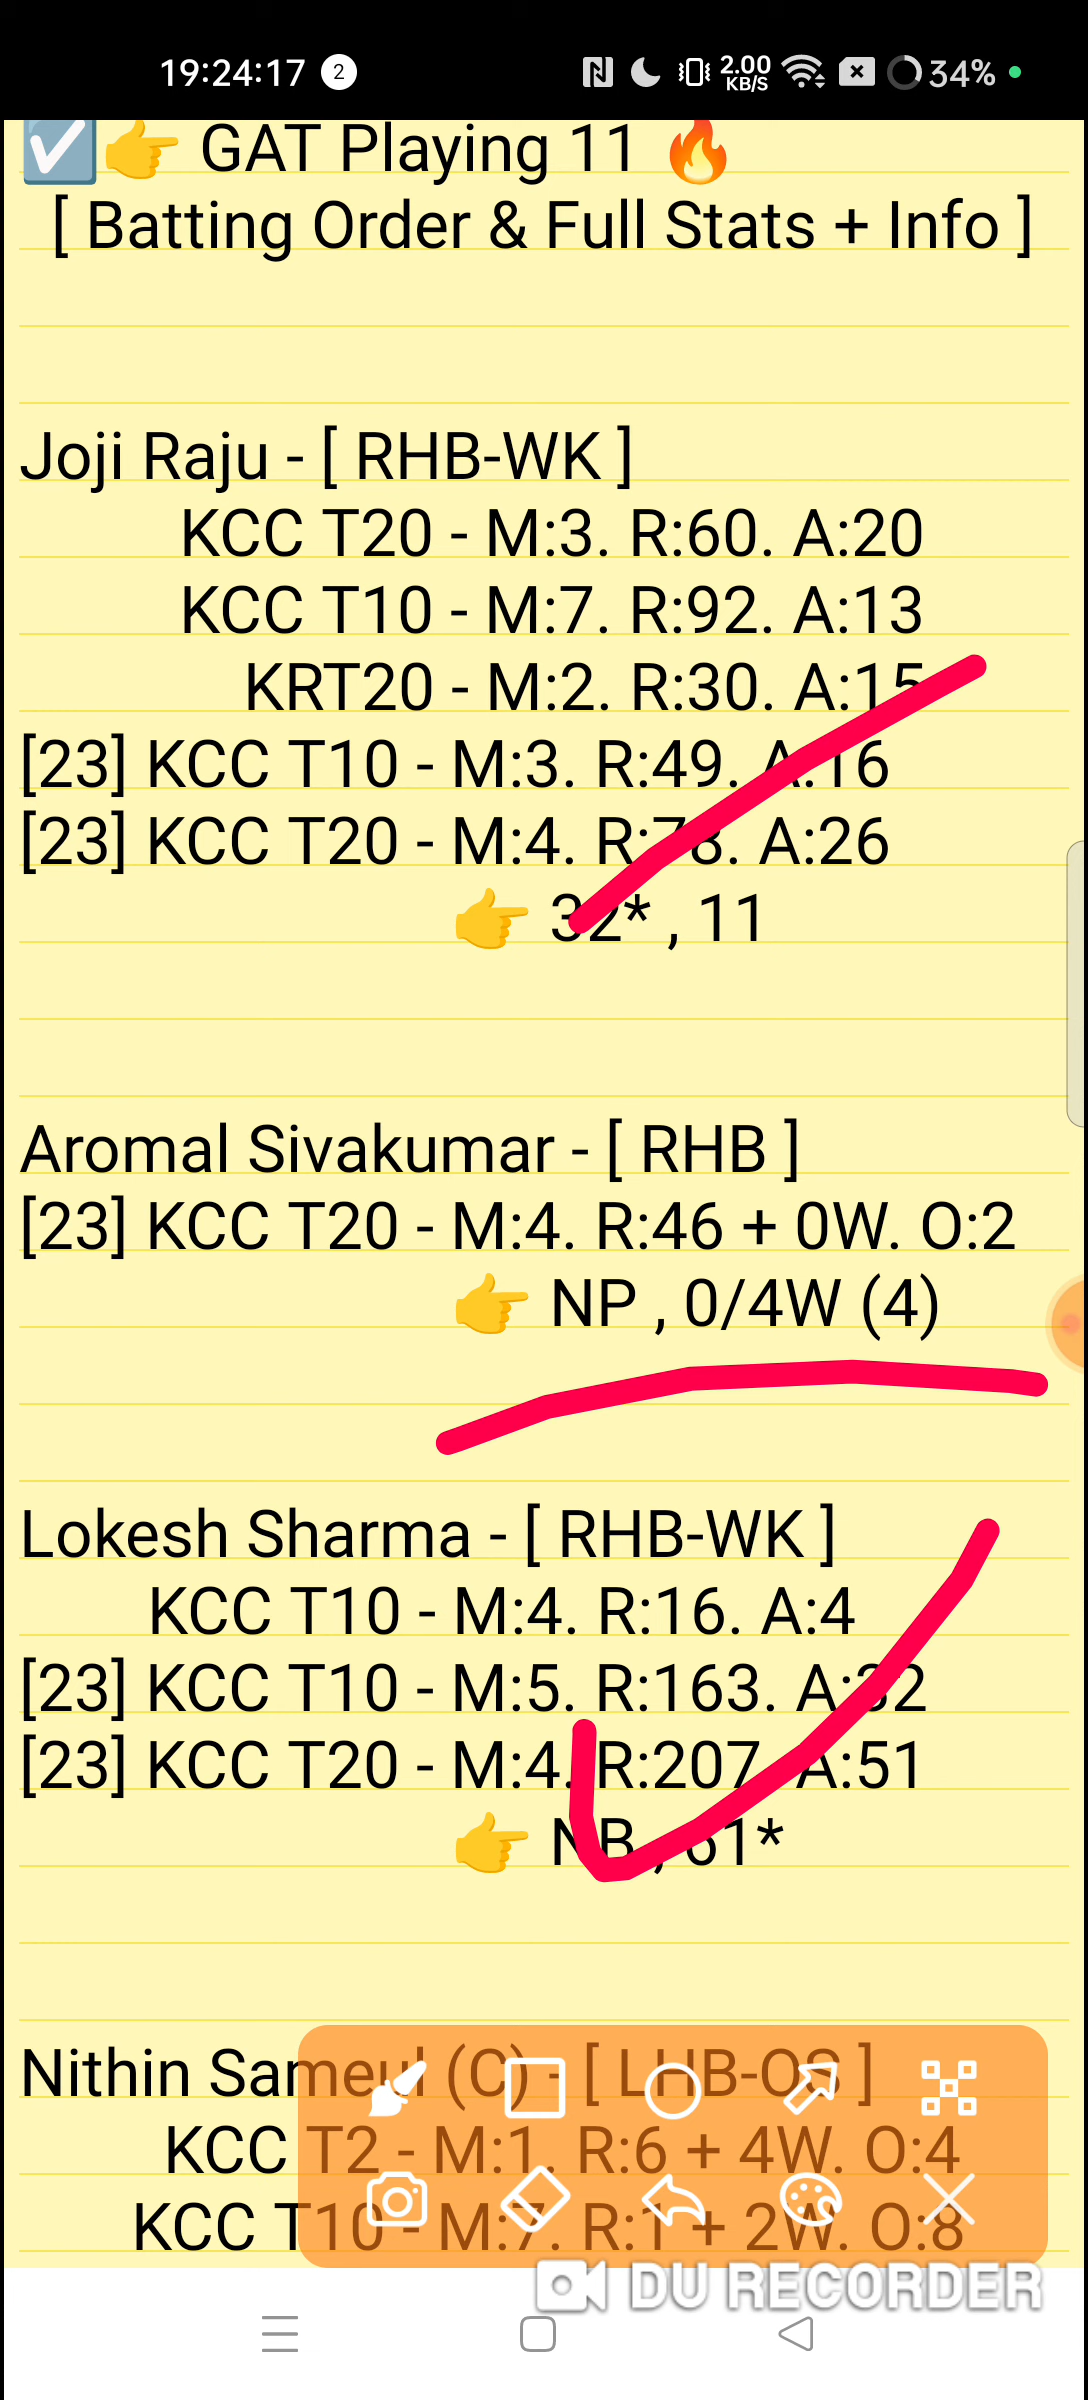 19:24:17 2 2.00 KB/S 34%
GAT Playing 11
[ Batting Order & Full Stats + Info ]
Joji Raju - [ RHB-WK ]
KCC T20 - M:3. R:60. A:20
KCC T10 - M:7. R:92. A:13
KRT20 - M:2. R:30. A:15
[23] KCC T10 - M:3. R:49. A:16
[23] KCC T20 - M:4. R:78. A:26
32* , 11
Aromal Sivakumar - [ RHB ]
[23] KCC T20 - M:4. R:46 + 0W. O:2
NP , 0/4W (4)
Lokesh Sharma - [ RHB-WK ]
KCC T10 - M:4. R:16. A:4
[23] KCC T10 - M:5. R:163. A:32
[23] KCC T20 - M:4. R:207. A:51
NB , 61*
Nithin Sameul (C) - [ LHB-OS ]
KCC T2 - M:1. R:6 + 4W. O:4
KCC T10 - M:7. R:1 + 2W. O:8
DU RECORDER